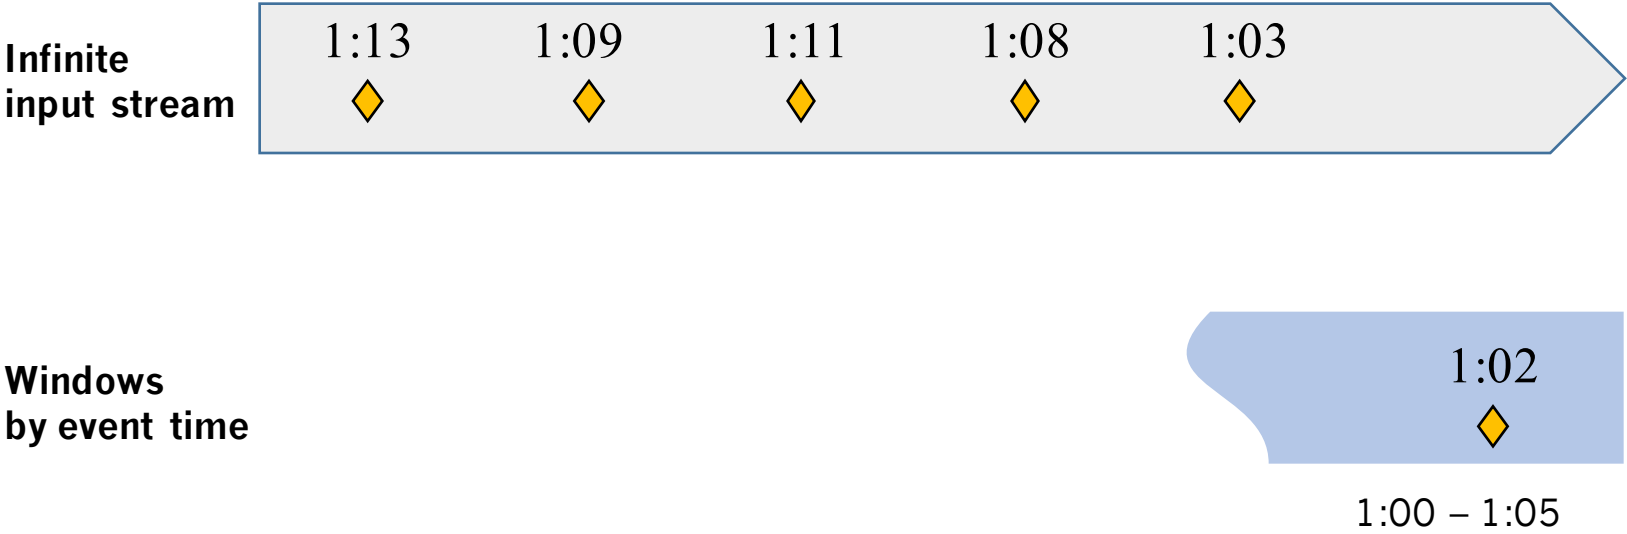 Infinite
input stream
1:13 1:09 1:11 1:08 1:03
Windows
by event time
1:02
1:00 – 1:05